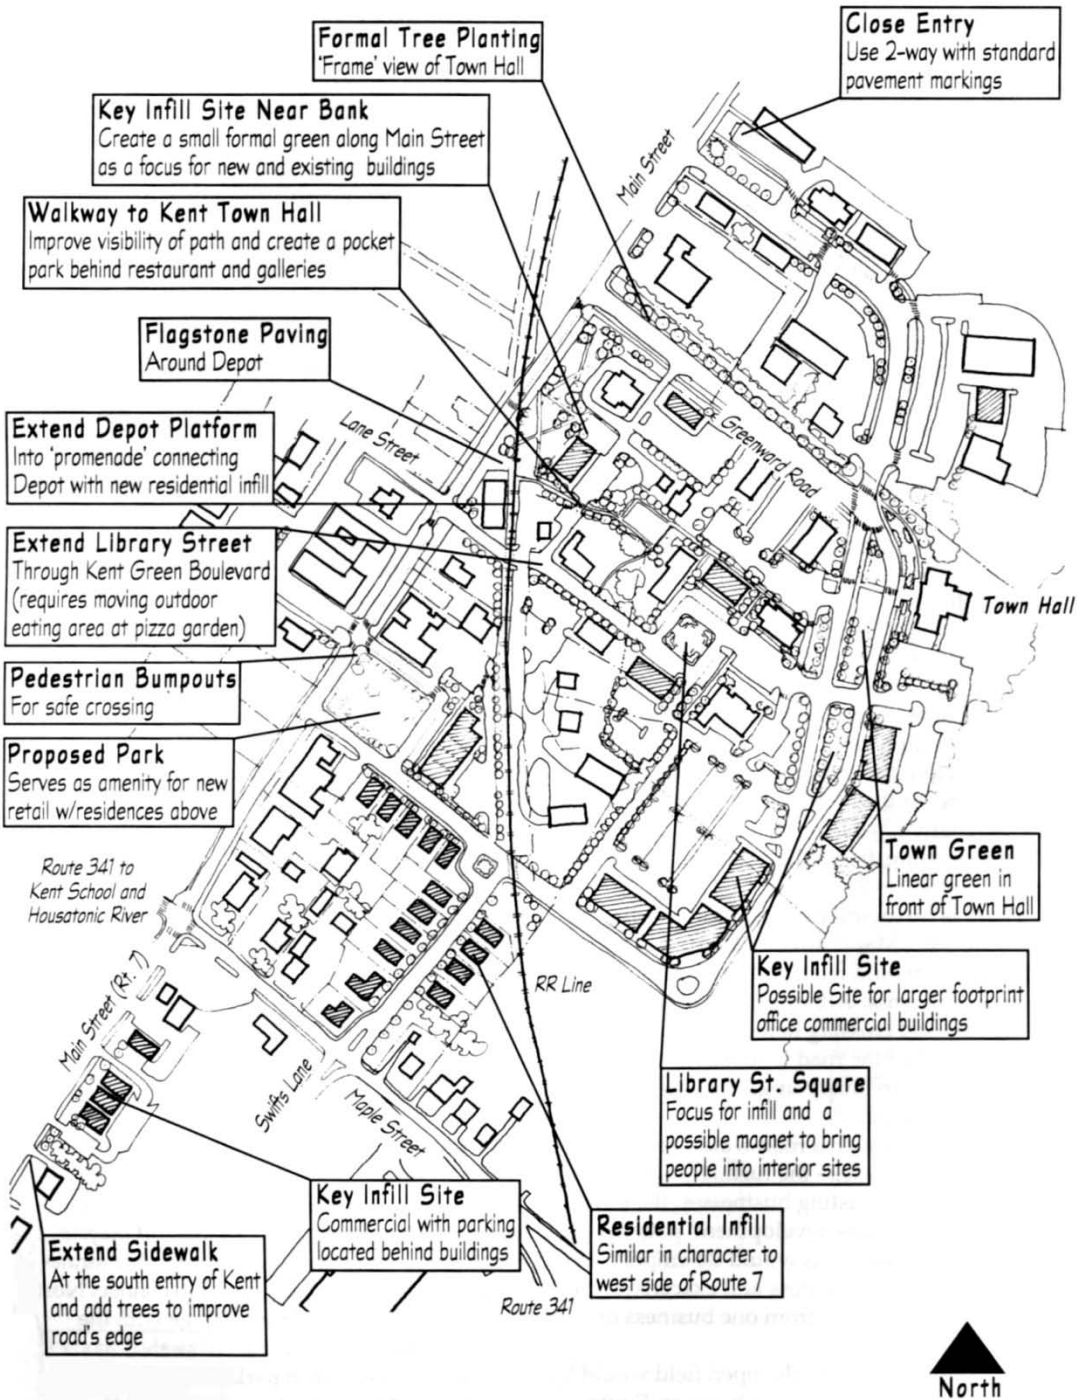 Close Entry
Use 2-way with standard
pavement markings
Formal Tree Planting
'Frame' view of Town Hall
Key Infill Site Near Bank
Create a small formal green along Main Street
as a focus for new and existing buildings
Main Street
Walkway to Kent Town Hall
Improve visibility of path and create a pocket
park behind restaurant and galleries
Flagstone Paving
Around Depot
Extend Depot Platform
Into 'promenade' connecting
Depot with new residential infill
Lane Street
Greenward Road
Extend Library Street
Through Kent Green Boulevard
(requires moving outdoor
eating area at pizza garden)
Town Hall
Pedestrian Bumpouts
For safe crossing
Proposed Park
Serves as amenity for new
retail w/residences above
Route 341 to
Kent School and
Housatonic River
Town Green
Linear green in
front of Town Hall
Key Infill Site
Possible Site for larger footprint
office commercial buildings
RR Line
Main Street (Rt. 7)
Swifts Lane
Maple Street
Library St. Square
Focus for infill and a
possible magnet to bring
people into interior sites
Key Infill Site
Commercial with parking
located behind buildings
Residential Infill
Similar in character to
west side of Route 7
7
Extend Sidewalk
At the south entry of Kent
and add trees to improve
road's edge
Route 341
North